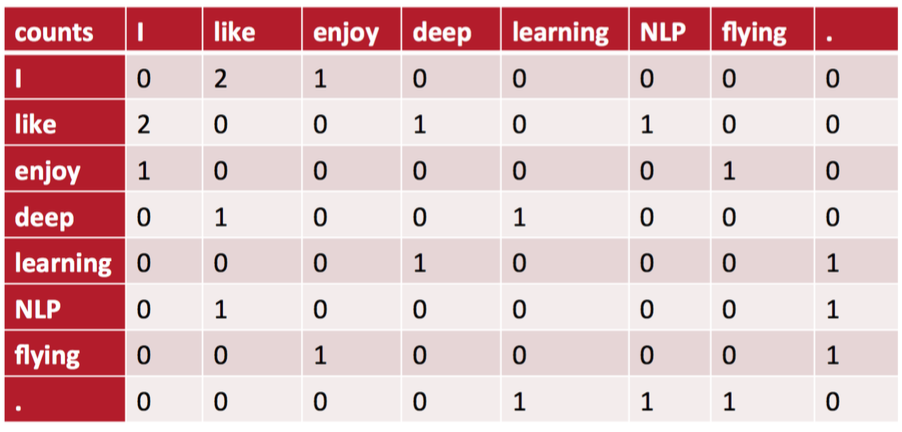 counts I like enjoy deep learning NLP flying .
I 0 2 1 0 0 0 0 0
like 2 0 0 1 0 1 0 0
enjoy 1 0 0 0 0 0 1 0
deep 0 1 0 0 1 0 0 0
learning 0 0 0 1 0 0 0 1
NLP 0 1 0 0 0 0 0 1
flying 0 0 1 0 0 0 0 1
. 0 0 0 0 1 1 1 0